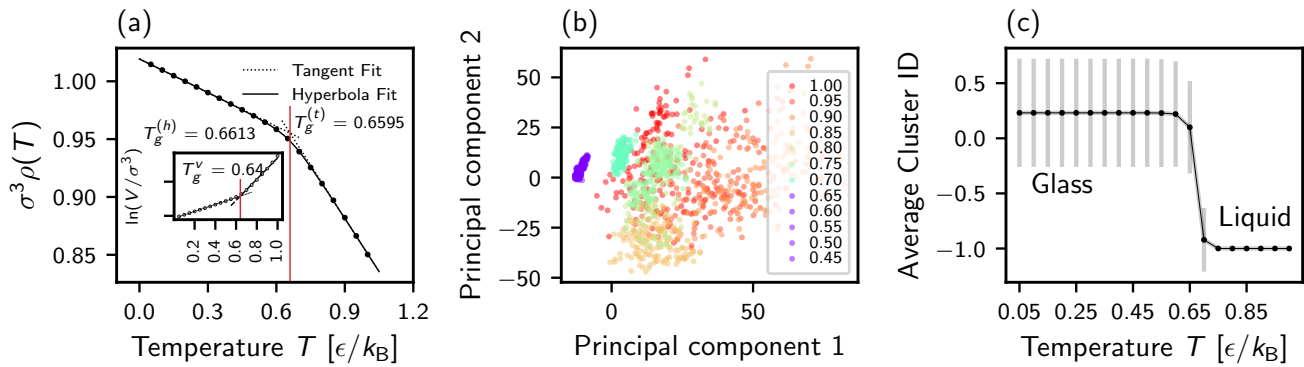 (a)
σ³ρ(T)
1.00
0.95
0.90
0.85
Tangent Fit
Hyperbola Fit
T_g^(h) = 0.6613
T_g^(t) = 0.6595
ln(V/σ³)
T_g^v = 0.64
0.2 0.4 0.6 0.8 1.0
0.0 0.3 0.6 0.9 1.2
Temperature T [ϵ/k_B]
(b)
Principal component 2
50
25
0
−25
−50
1.00
0.95
0.90
0.85
0.80
0.75
0.70
0.65
0.60
0.55
0.50
0.45
0 50
Principal component 1
(c)
Average Cluster ID
0.5
0.0
−0.5
−1.0
Glass
Liquid
0.05 0.25 0.45 0.65 0.85
Temperature T [ϵ/k_B]